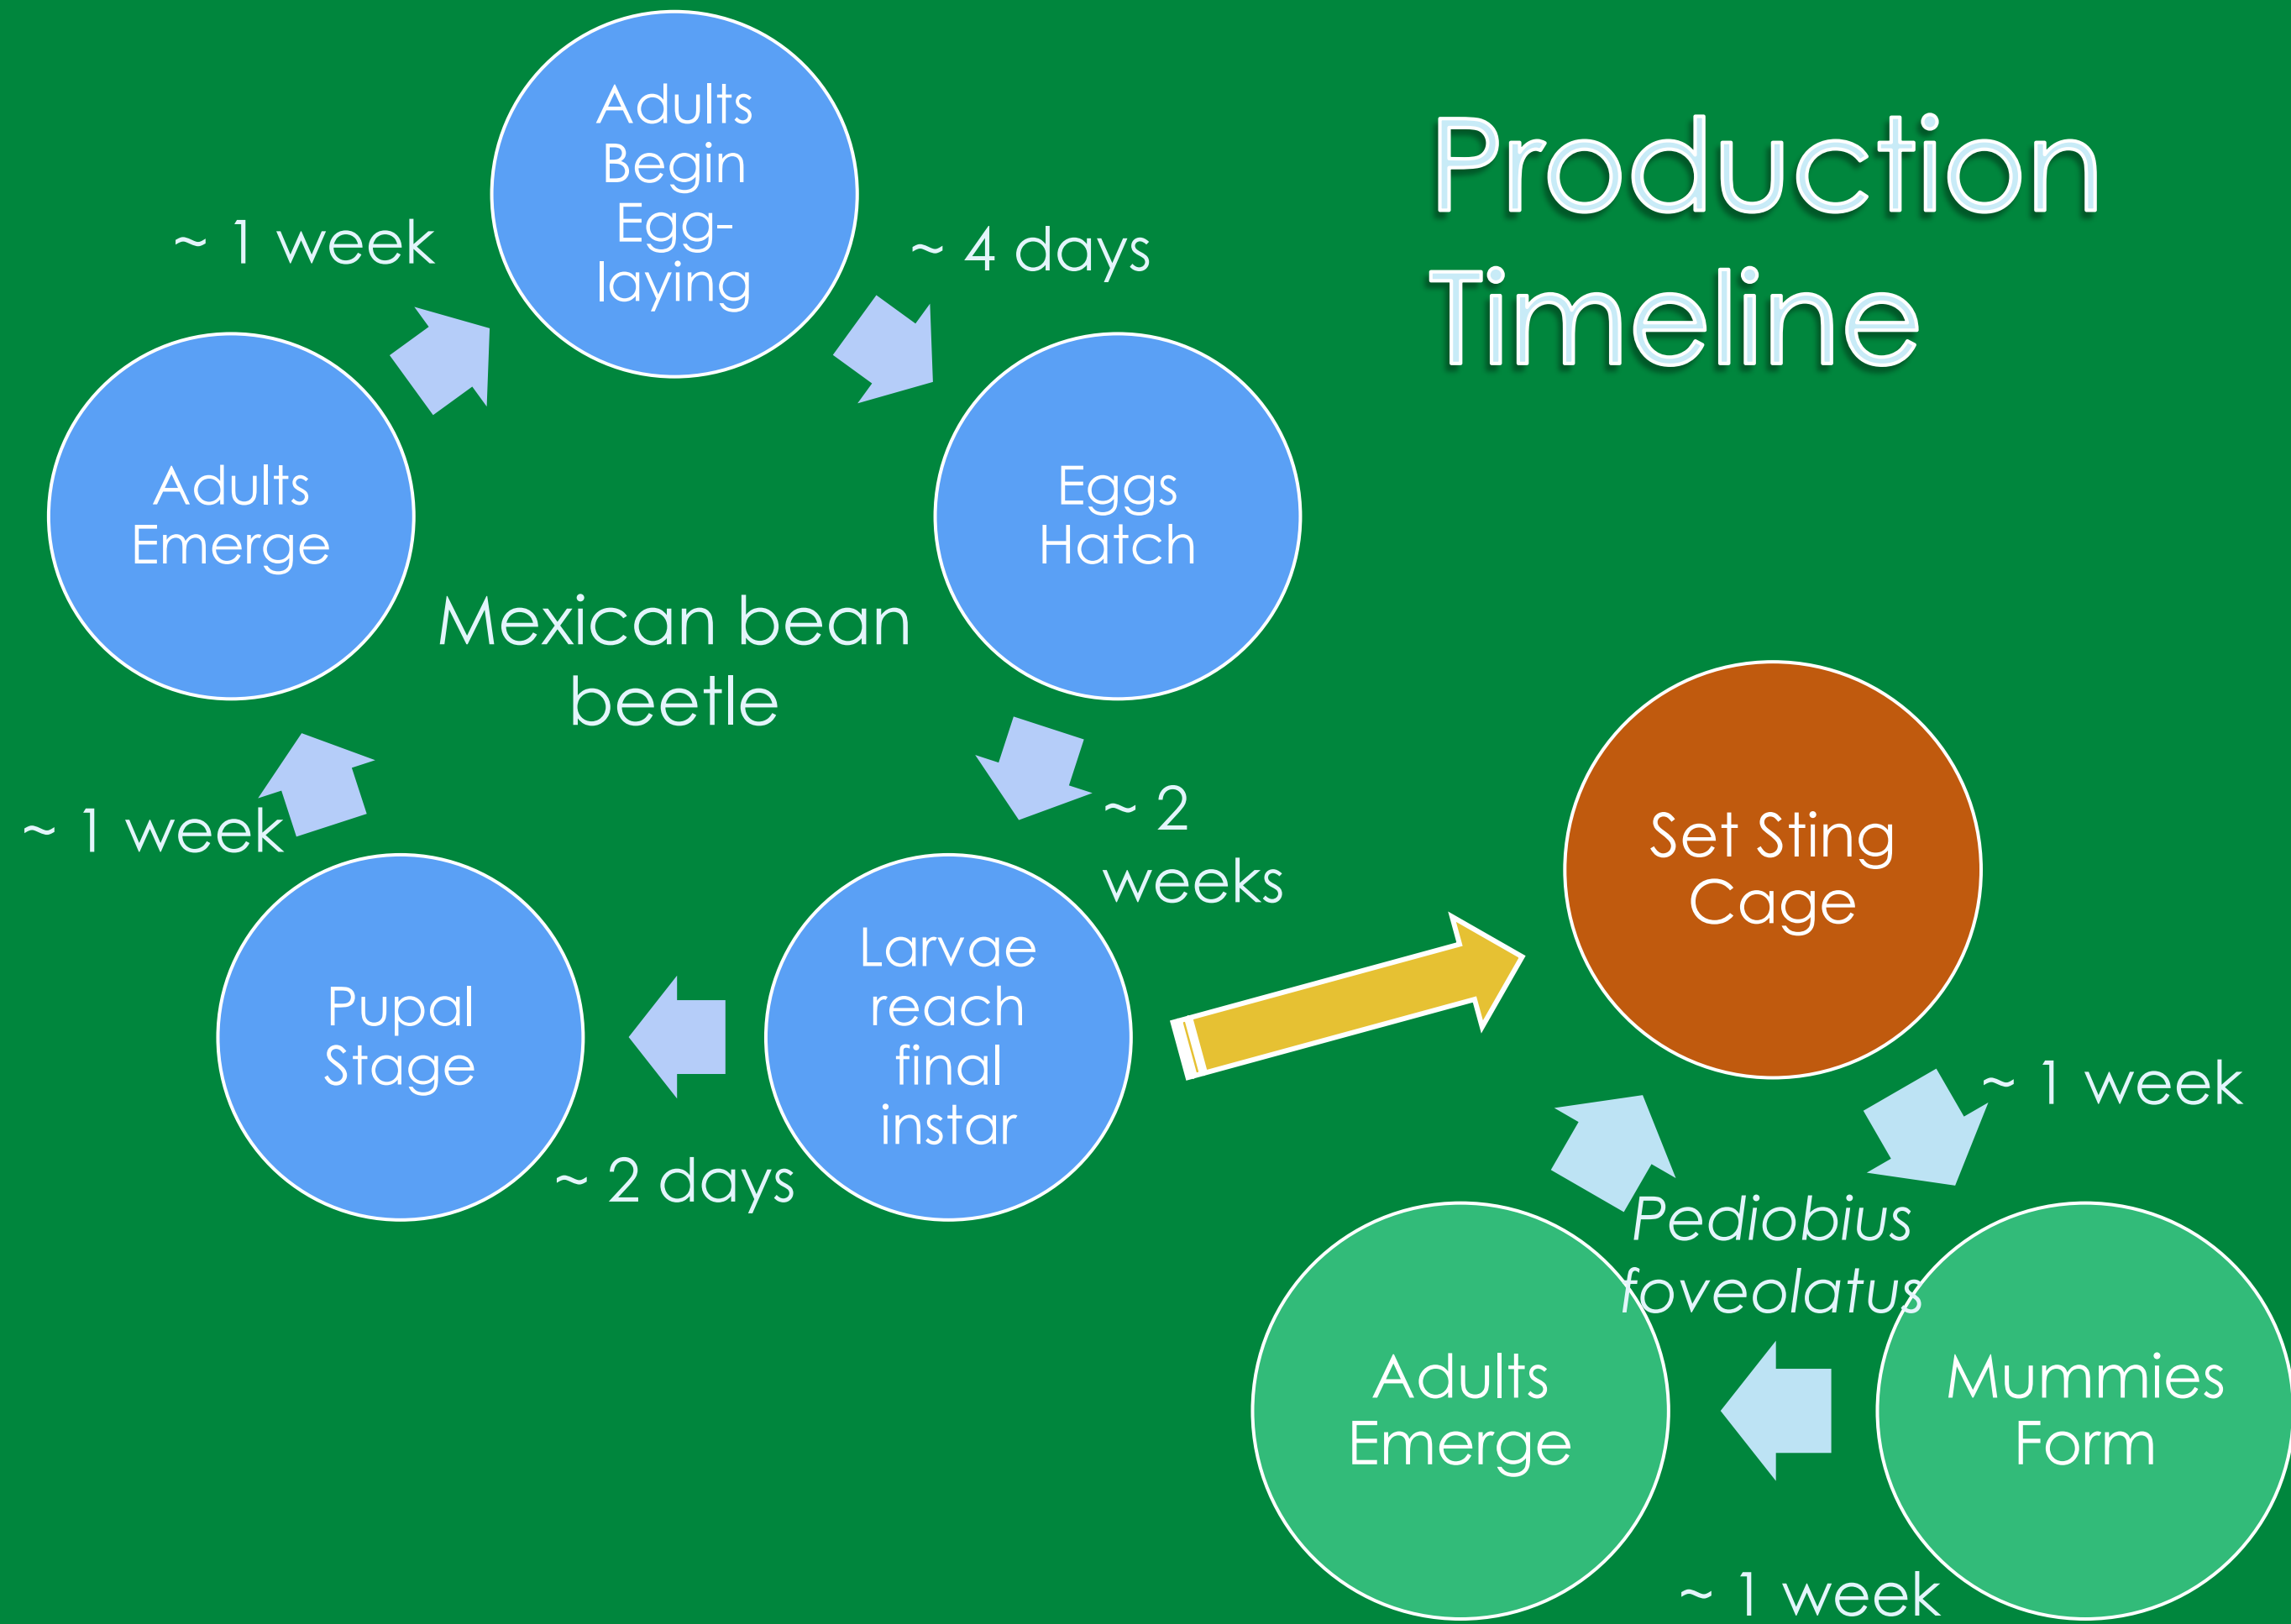 Production
Timeline
Adults
Begin
Egg-
laying
~ 4 days
Eggs
Hatch
~ 2
weeks
Larvae
reach
final
instar
~ 2 days
Pupal
Stage
~ 1 week
Adults
Emerge
~ 1 week
Mexican bean
beetle
Set Sting
Cage
~ 1 week
Mummies
Form
~ 1 week
Adults
Emerge
Pediobius
foveolatus